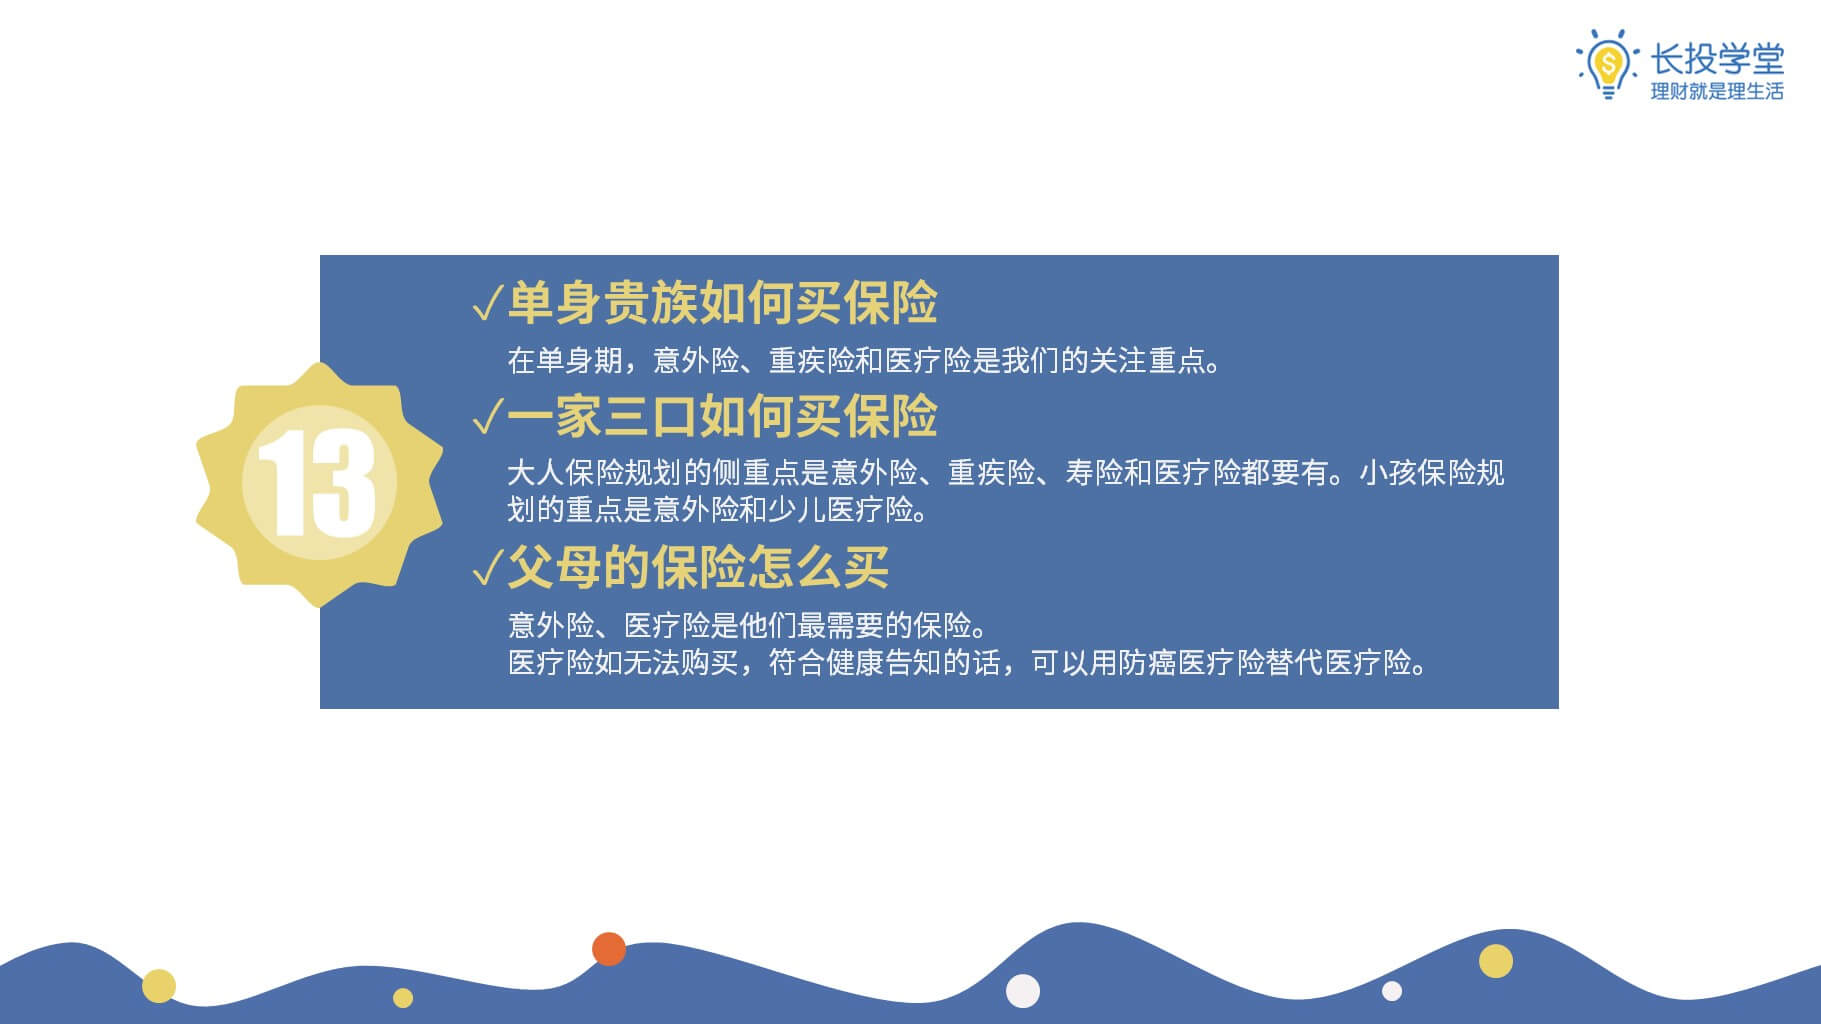 长投学堂
理财就是理生活
✓单身贵族如何买保险
在单身期，意外险、重疾险和医疗险是我们的关注重点。
✓一家三口如何买保险
大人保险规划的侧重点是意外险、重疾险、寿险和医疗险都要有。小孩保险规
划的重点是意外险和少儿医疗险。
13
✓父母的保险怎么买
意外险、医疗险是他们最需要的保险。
医疗险如无法购买，符合健康告知的话，可以用防癌医疗险替代医疗险。